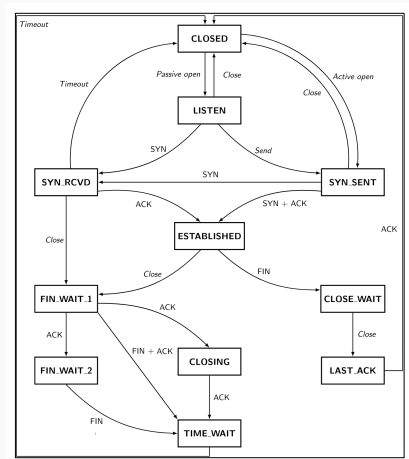 Timeout
CLOSED
Timeout
Passive open
Close
Active open
Close
LISTEN
SYN
Send
SYN_RCVD
SYN
SYN_SENT
ACK
SYN + ACK
ACK
ESTABLISHED
Close
Close
FIN
FIN_WAIT_1
CLOSE_WAIT
ACK
ACK
Close
FIN + ACK
CLOSING
FIN_WAIT_2
LAST_ACK
ACK
FIN
TIME_WAIT